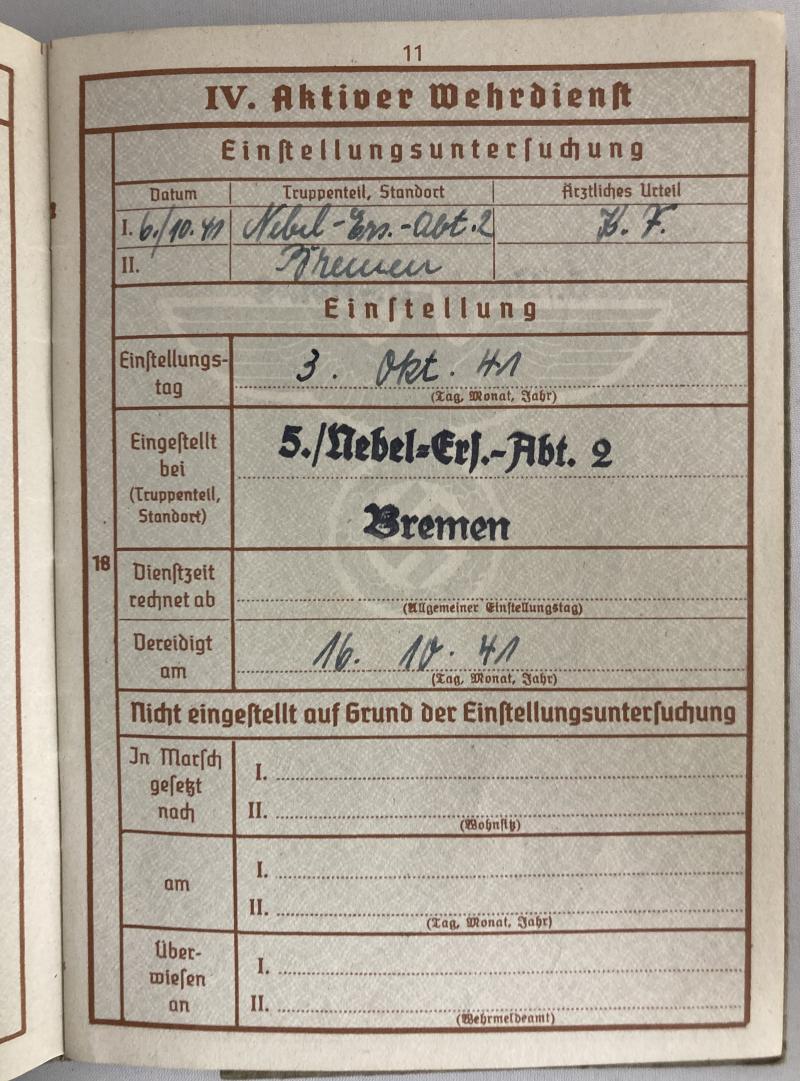 11
IV. Aktiver Wehrdienst
Einstellungsuntersuchung
Datum Truppenteil, Standort Ärztliches Urteil
I. 6./10.41 Nebel-Ers.-Abt. 2 K. V.
II. Bremen
Einstellung
Einstellungs-
tag
3. Okt. 41
(Tag, Monat, Jahr)
Eingestellt
bei
(Truppenteil,
Standort)
5./Nebel=Ers.-Abt. 2
Bremen
18
Dienstzeit
rechnet ab
(Allgemeiner Einstellungstag)
Vereidigt
am
16. 10. 41
(Tag, Monat, Jahr)
Nicht eingestellt auf Grund der Einstellungsuntersuchung
In Marsch
gesetzt
nach
I.
II.
(Wohnsitz)
am
I.
II.
(Tag, Monat, Jahr)
Über-
wiesen
an
I.
II.
(Wehrmeldeamt)